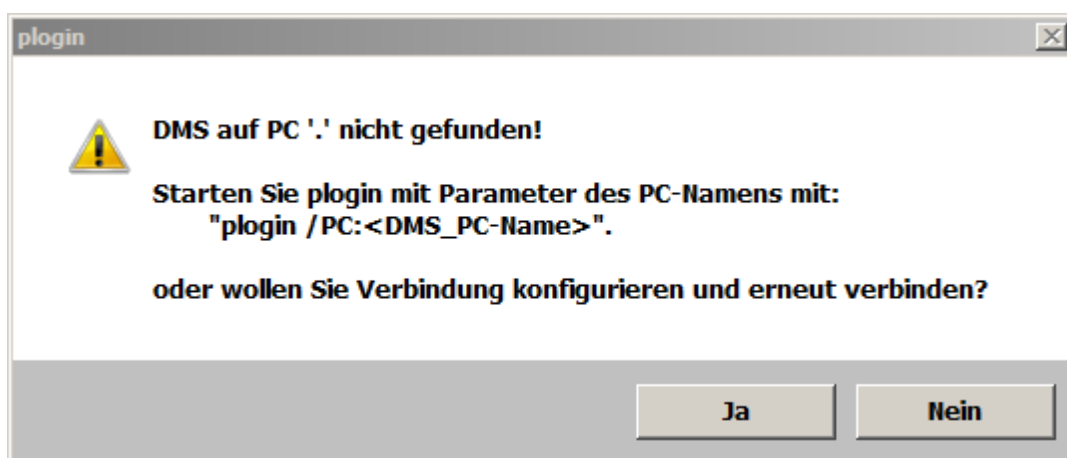 plogin
DMS auf PC '.' nicht gefunden!
Starten Sie plogin mit Parameter des PC-Namens mit:
"plogin /PC:<DMS_PC-Name>".
oder wollen Sie Verbindung konfigurieren und erneut verbinden?
Ja
Nein